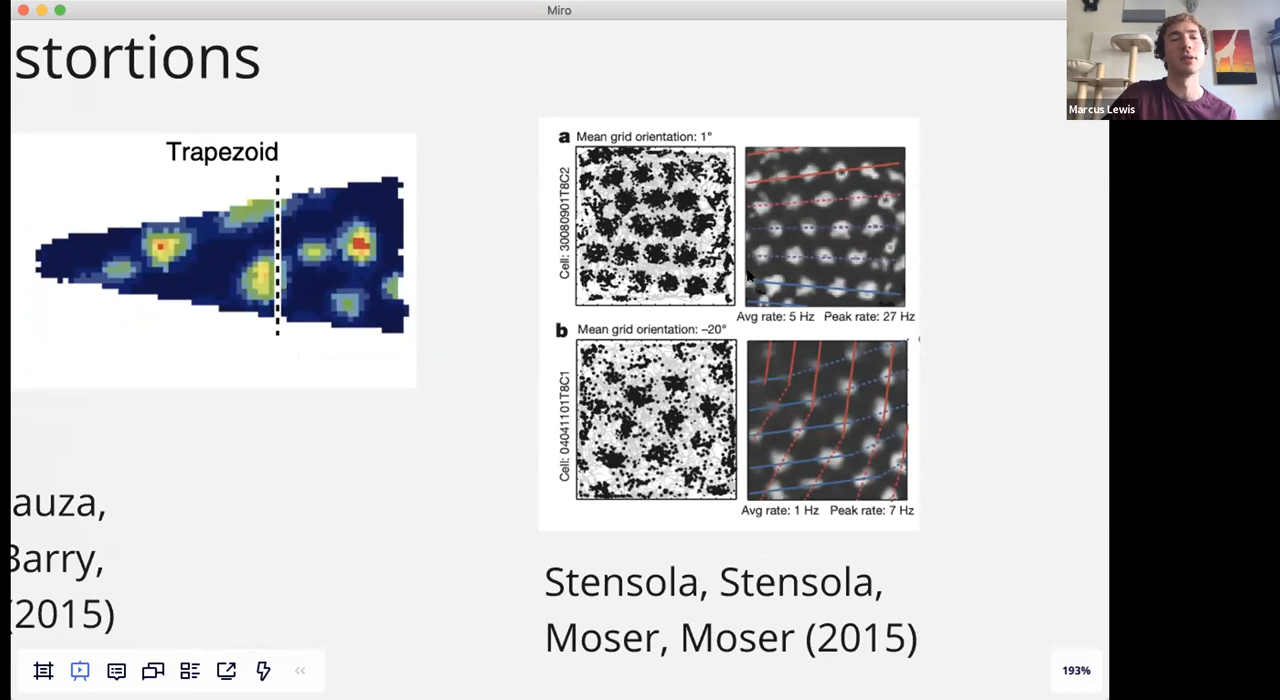 Miro
stortions
Marcus Lewis
Trapezoid
a Mean grid orientation: 1°
Cell: 30080901T8C2
Avg rate: 5 Hz Peak rate: 27 Hz
b Mean grid orientation: –20°
Cell: 04041101T8C1
Avg rate: 1 Hz Peak rate: 7 Hz
auza,
Barry,
(2015)
Stensola, Stensola,
Moser, Moser (2015)
193%